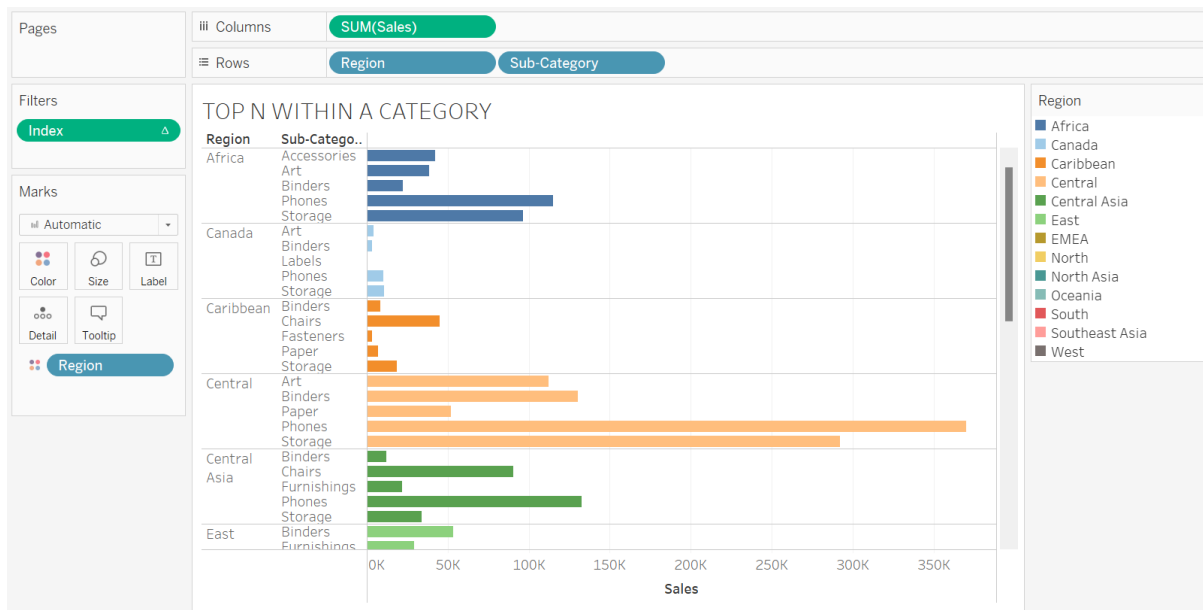 Pages
iii Columns
SUM(Sales)
Rows
Region
Sub-Category
Filters
Index Δ
Marks
Automatic
Color
Size
T
Label
Detail
Tooltip
Region
TOP N WITHIN A CATEGORY
Region Sub-Catego..
Africa Accessories
Art
Binders
Phones
Storage
Canada Art
Binders
Labels
Phones
Storage
Caribbean Binders
Chairs
Fasteners
Paper
Storage
Central Art
Binders
Paper
Phones
Storage
Central Asia Binders
Chairs
Furnishings
Phones
Storage
East Binders
Furnishings
0K 50K 100K 150K 200K 250K 300K 350K
Sales
Region
Africa
Canada
Caribbean
Central
Central Asia
East
EMEA
North
North Asia
Oceania
South
Southeast Asia
West